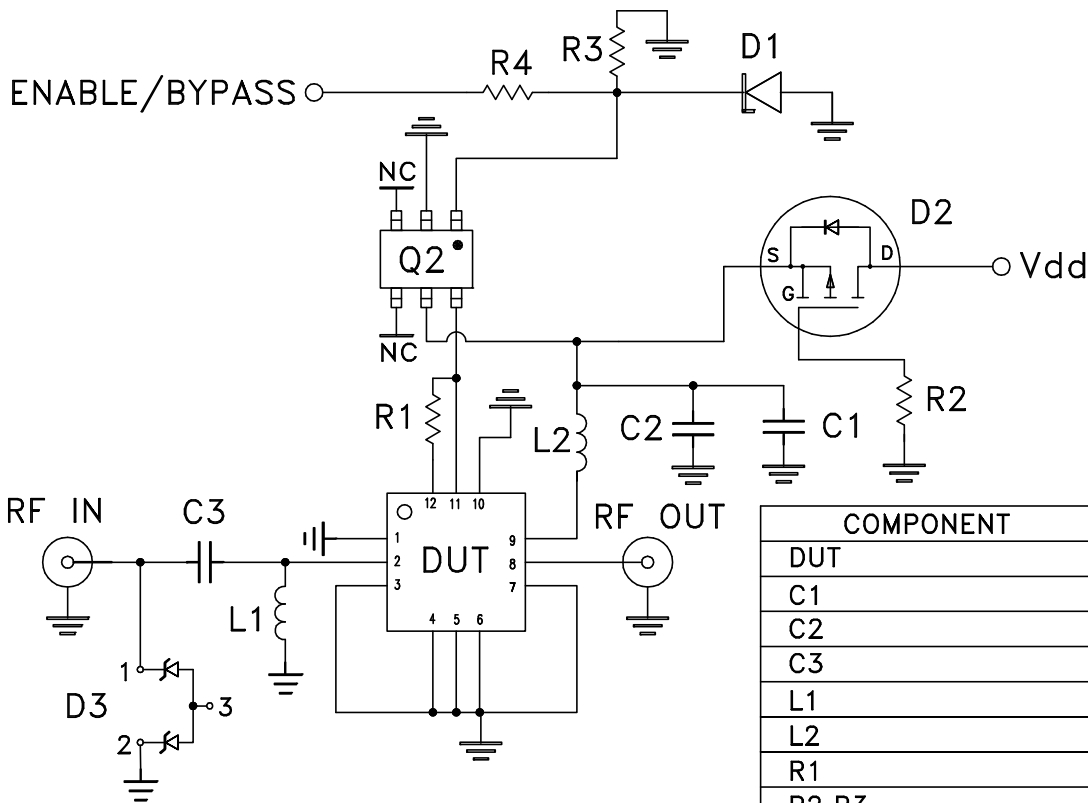 R3
D1
R4
ENABLE/BYPASS
NC
D2
Q2
S
D
Vdd
G
NC
R1
L2
C2
C1
R2
12 11 10
RF IN
C3
RF OUT
1
9
2
DUT
8
3
7
L1
4 5 6
1
D3
3
2
COMPONENT
DUT
C1
C2
C3
L1
L2
R1
R2,R3